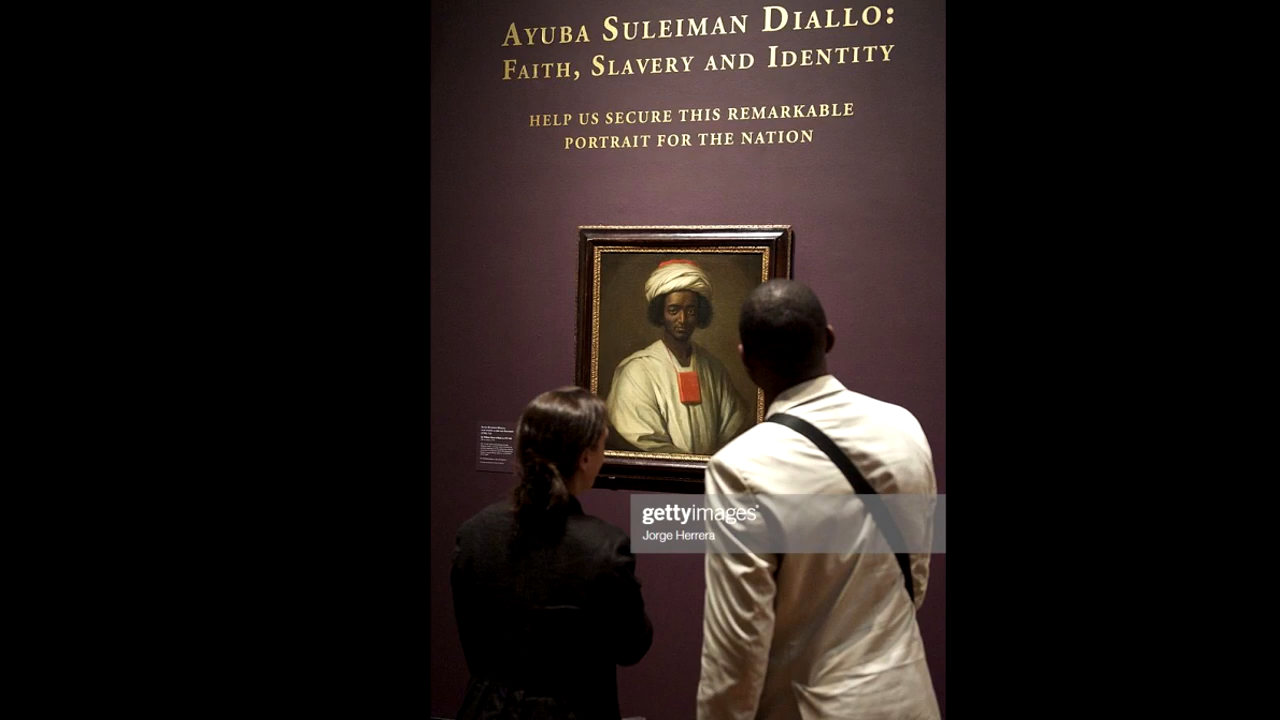 AYUBA SULEIMAN DIALLO:
FAITH, SLAVERY AND IDENTITY
HELP US SECURE THIS REMARKABLE
PORTRAIT FOR THE NATION
gettyimages
Jorge Herrera